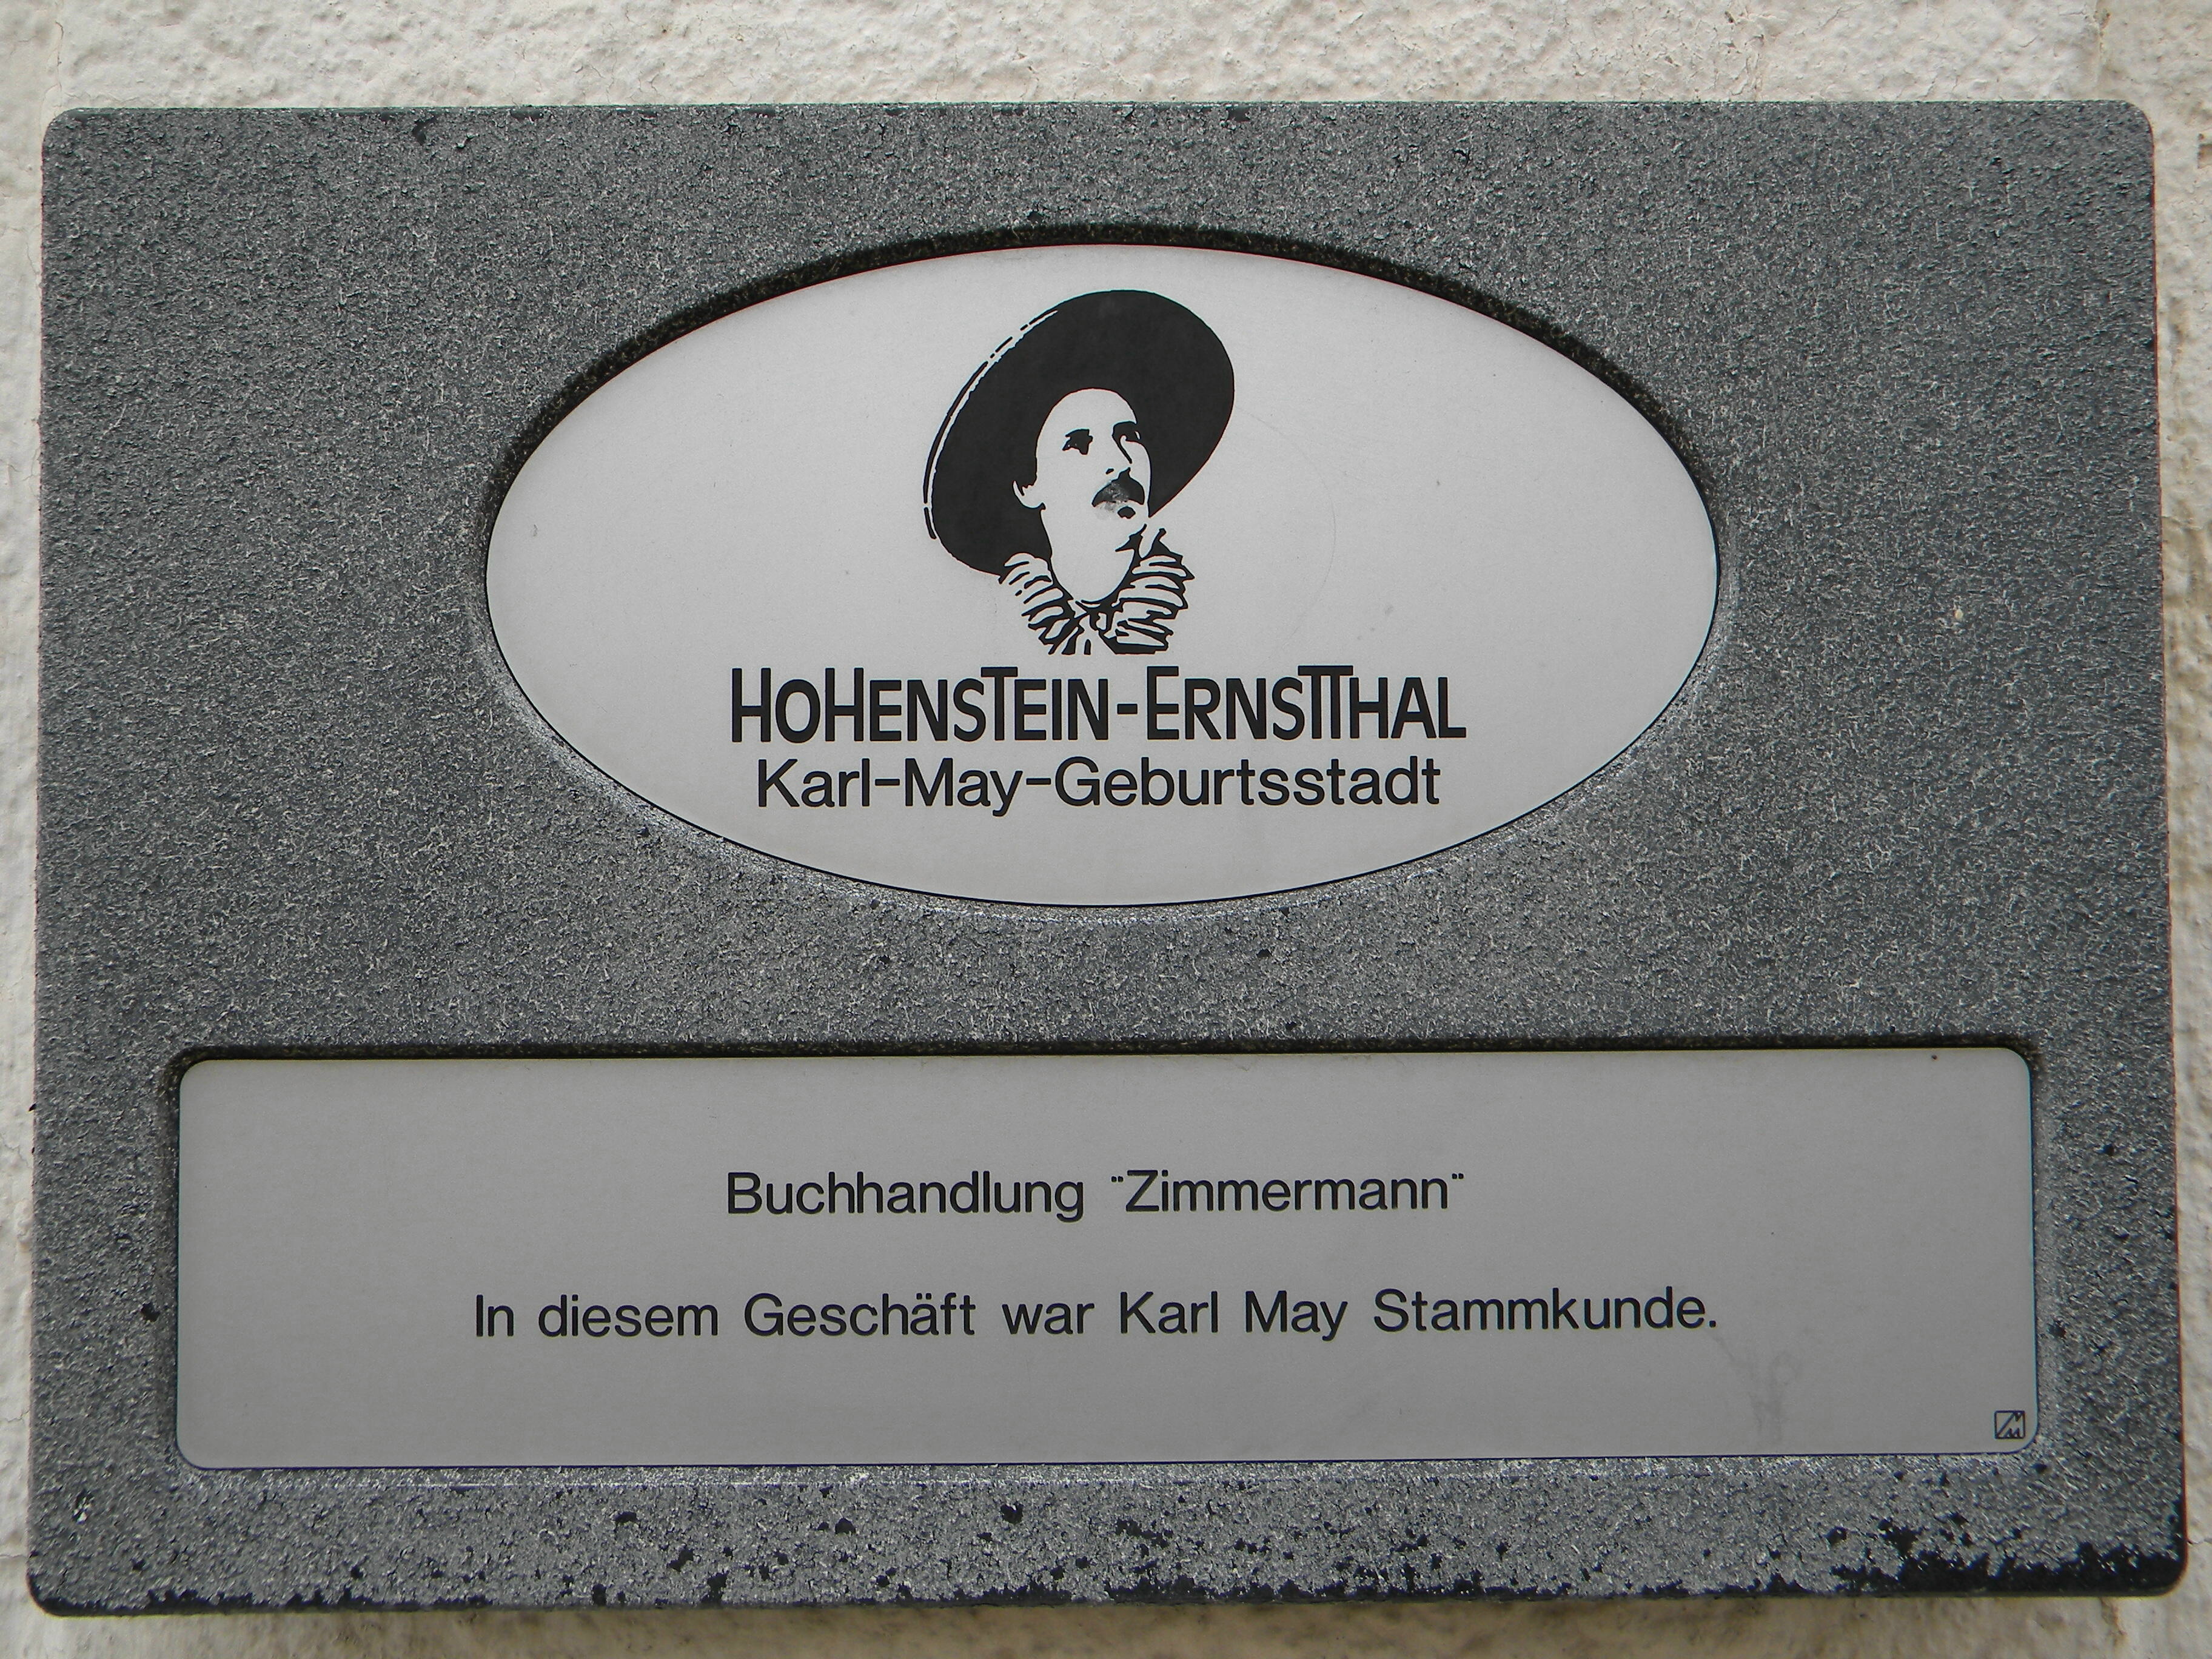 HOHENSTEIN-ERNSTTHAL
Karl-May-Geburtsstadt
Buchhandlung "Zimmermann"
In diesem Geschäft war Karl May Stammkunde.